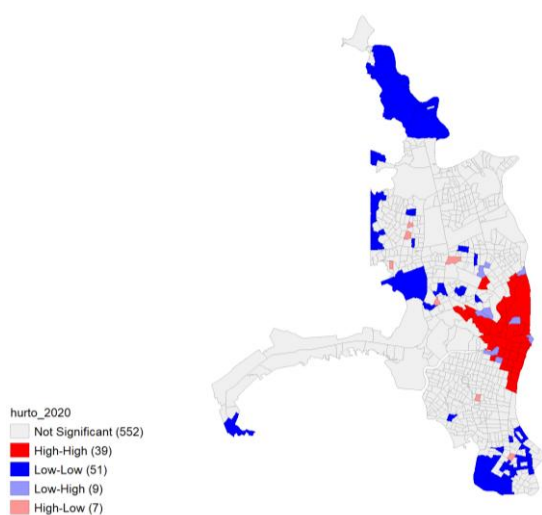 hurto_2020
Not Significant (552)
High-High (39)
Low-Low (51)
Low-High (9)
High-Low (7)